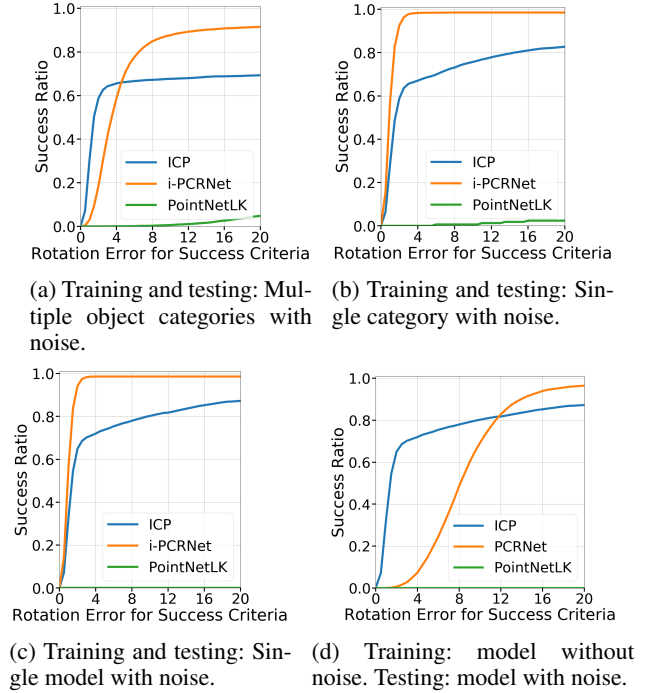 1.0
0.8
0.6
0.4
0.2
0.0
Success Ratio
ICP
i-PCRNet
PointNetLK
0 4 8 12 16 20
Rotation Error for Success Criteria
(a) Training and testing: Mul-
tiple object categories with
noise.
1.0
0.8
0.6
0.4
0.2
0.0
Success Ratio
ICP
i-PCRNet
PointNetLK
0 4 8 12 16 20
Rotation Error for Success Criteria
(b) Training and testing: Sin-
gle category with noise.
1.0
0.8
0.6
0.4
0.2
0.0
Success Ratio
ICP
i-PCRNet
PointNetLK
0 4 8 12 16 20
Rotation Error for Success Criteria
(c) Training and testing: Sin-
gle model with noise.
1.0
0.8
0.6
0.4
0.2
0.0
Success Ratio
ICP
PCRNet
PointNetLK
0 4 8 12 16 20
Rotation Error for Success Criteria
(d) Training: model without
noise. Testing: model with noise.